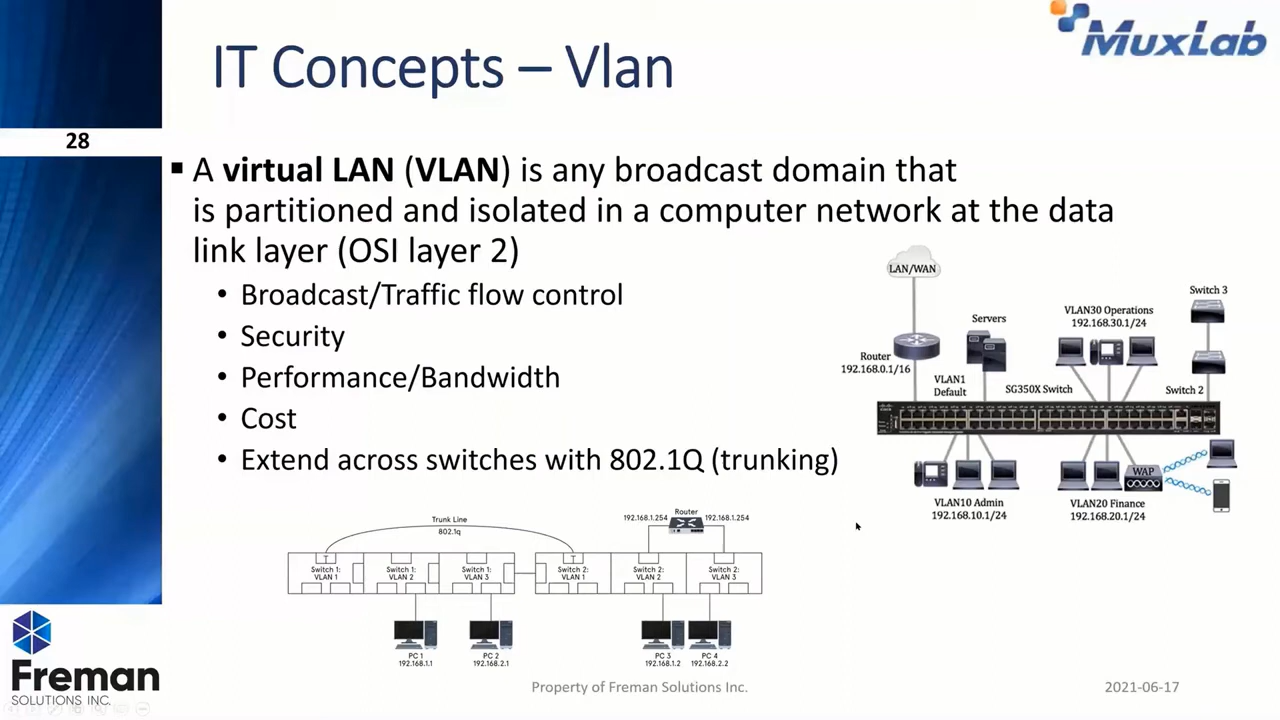 MuxLab
IT Concepts – Vlan
28
▪ A virtual LAN (VLAN) is any broadcast domain that
is partitioned and isolated in a computer network at the data
link layer (OSI layer 2)
• Broadcast/Traffic flow control
• Security
• Performance/Bandwidth
• Cost
• Extend across switches with 802.1Q (trunking)
LAN/WAN
Router
192.168.0.1/16
Servers
VLAN1
Default
SG350X Switch
VLAN30 Operations
192.168.30.1/24
Switch 3
Switch 2
VLAN10 Admin
192.168.10.1/24
VLAN20 Finance
192.168.20.1/24
WAP
Trunk Line
802.1q
Router
192.168.1.254
192.168.1.254
Switch 1:
VLAN 1
Switch 1:
VLAN 2
Switch 1:
VLAN 3
Switch 2:
VLAN 1
Switch 2:
VLAN 2
Switch 2:
VLAN 3
PC 1
192.168.1.1
PC 2
192.168.2.1
PC 3
192.168.1.2
PC 4
192.168.2.2
Freman
SOLUTIONS INC.
Property of Freman Solutions Inc.
2021-06-17